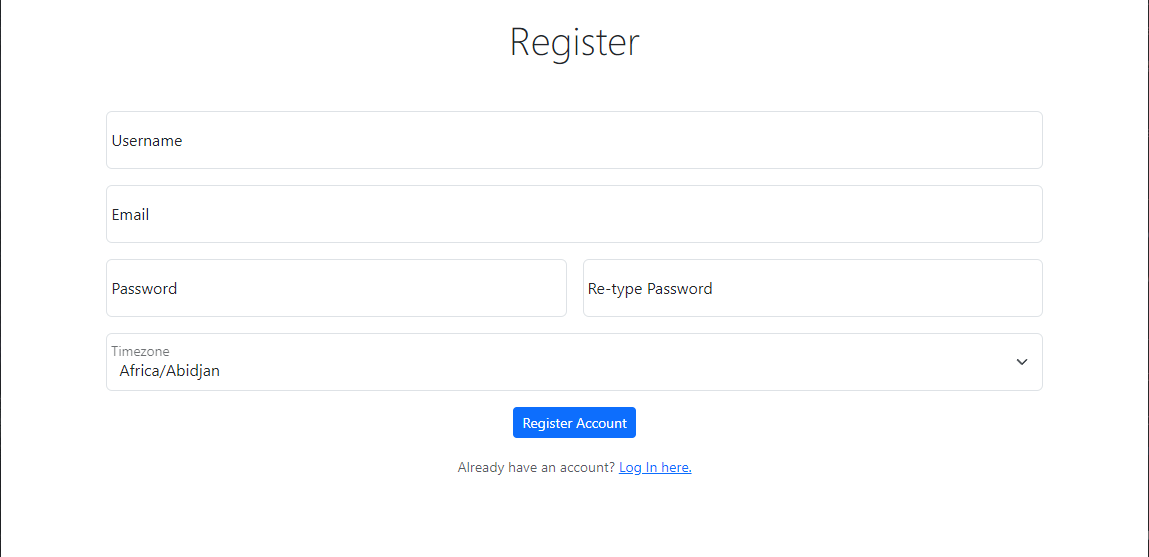 Register
Username
Email
Password
Re-type Password
Timezone
Africa/Abidjan
Register Account
Already have an account? Log In here.